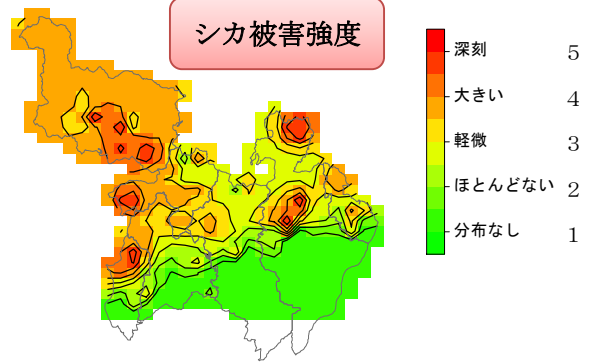 シカ被害強度
深刻 5
大きい 4
軽微 3
ほとんどない 2
分布なし 1